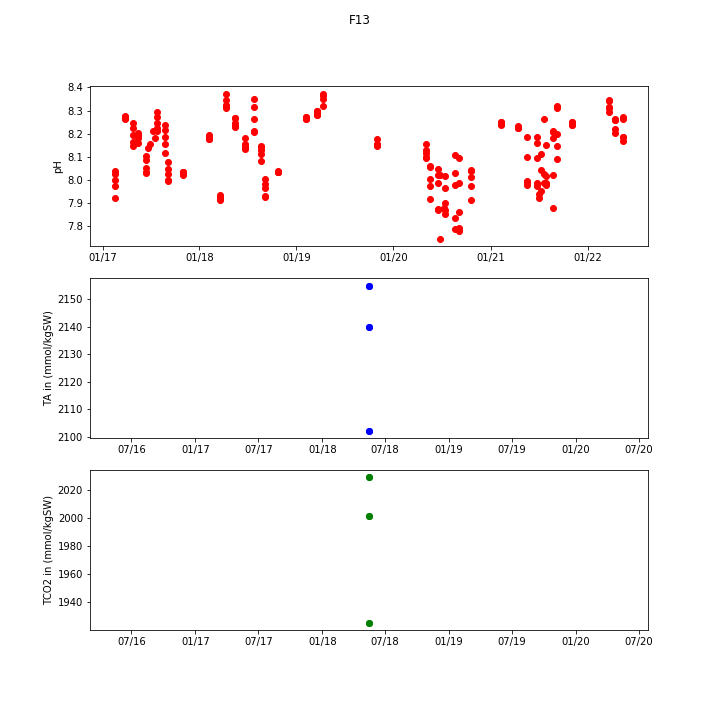 F13
8.4
8.3
8.2
8.1
8.0
7.9
7.8
pH
01/17 01/18 01/19 01/20 01/21 01/22
2150
2140
2130
2120
2110
2100
TA in (mmol/kgSW)
07/16 01/17 07/17 01/18 07/18 01/19 07/19 01/20 07/20
2020
2000
1980
1960
1940
TCO2 in (mmol/kgSW)
07/16 01/17 07/17 01/18 07/18 01/19 07/19 01/20 07/20